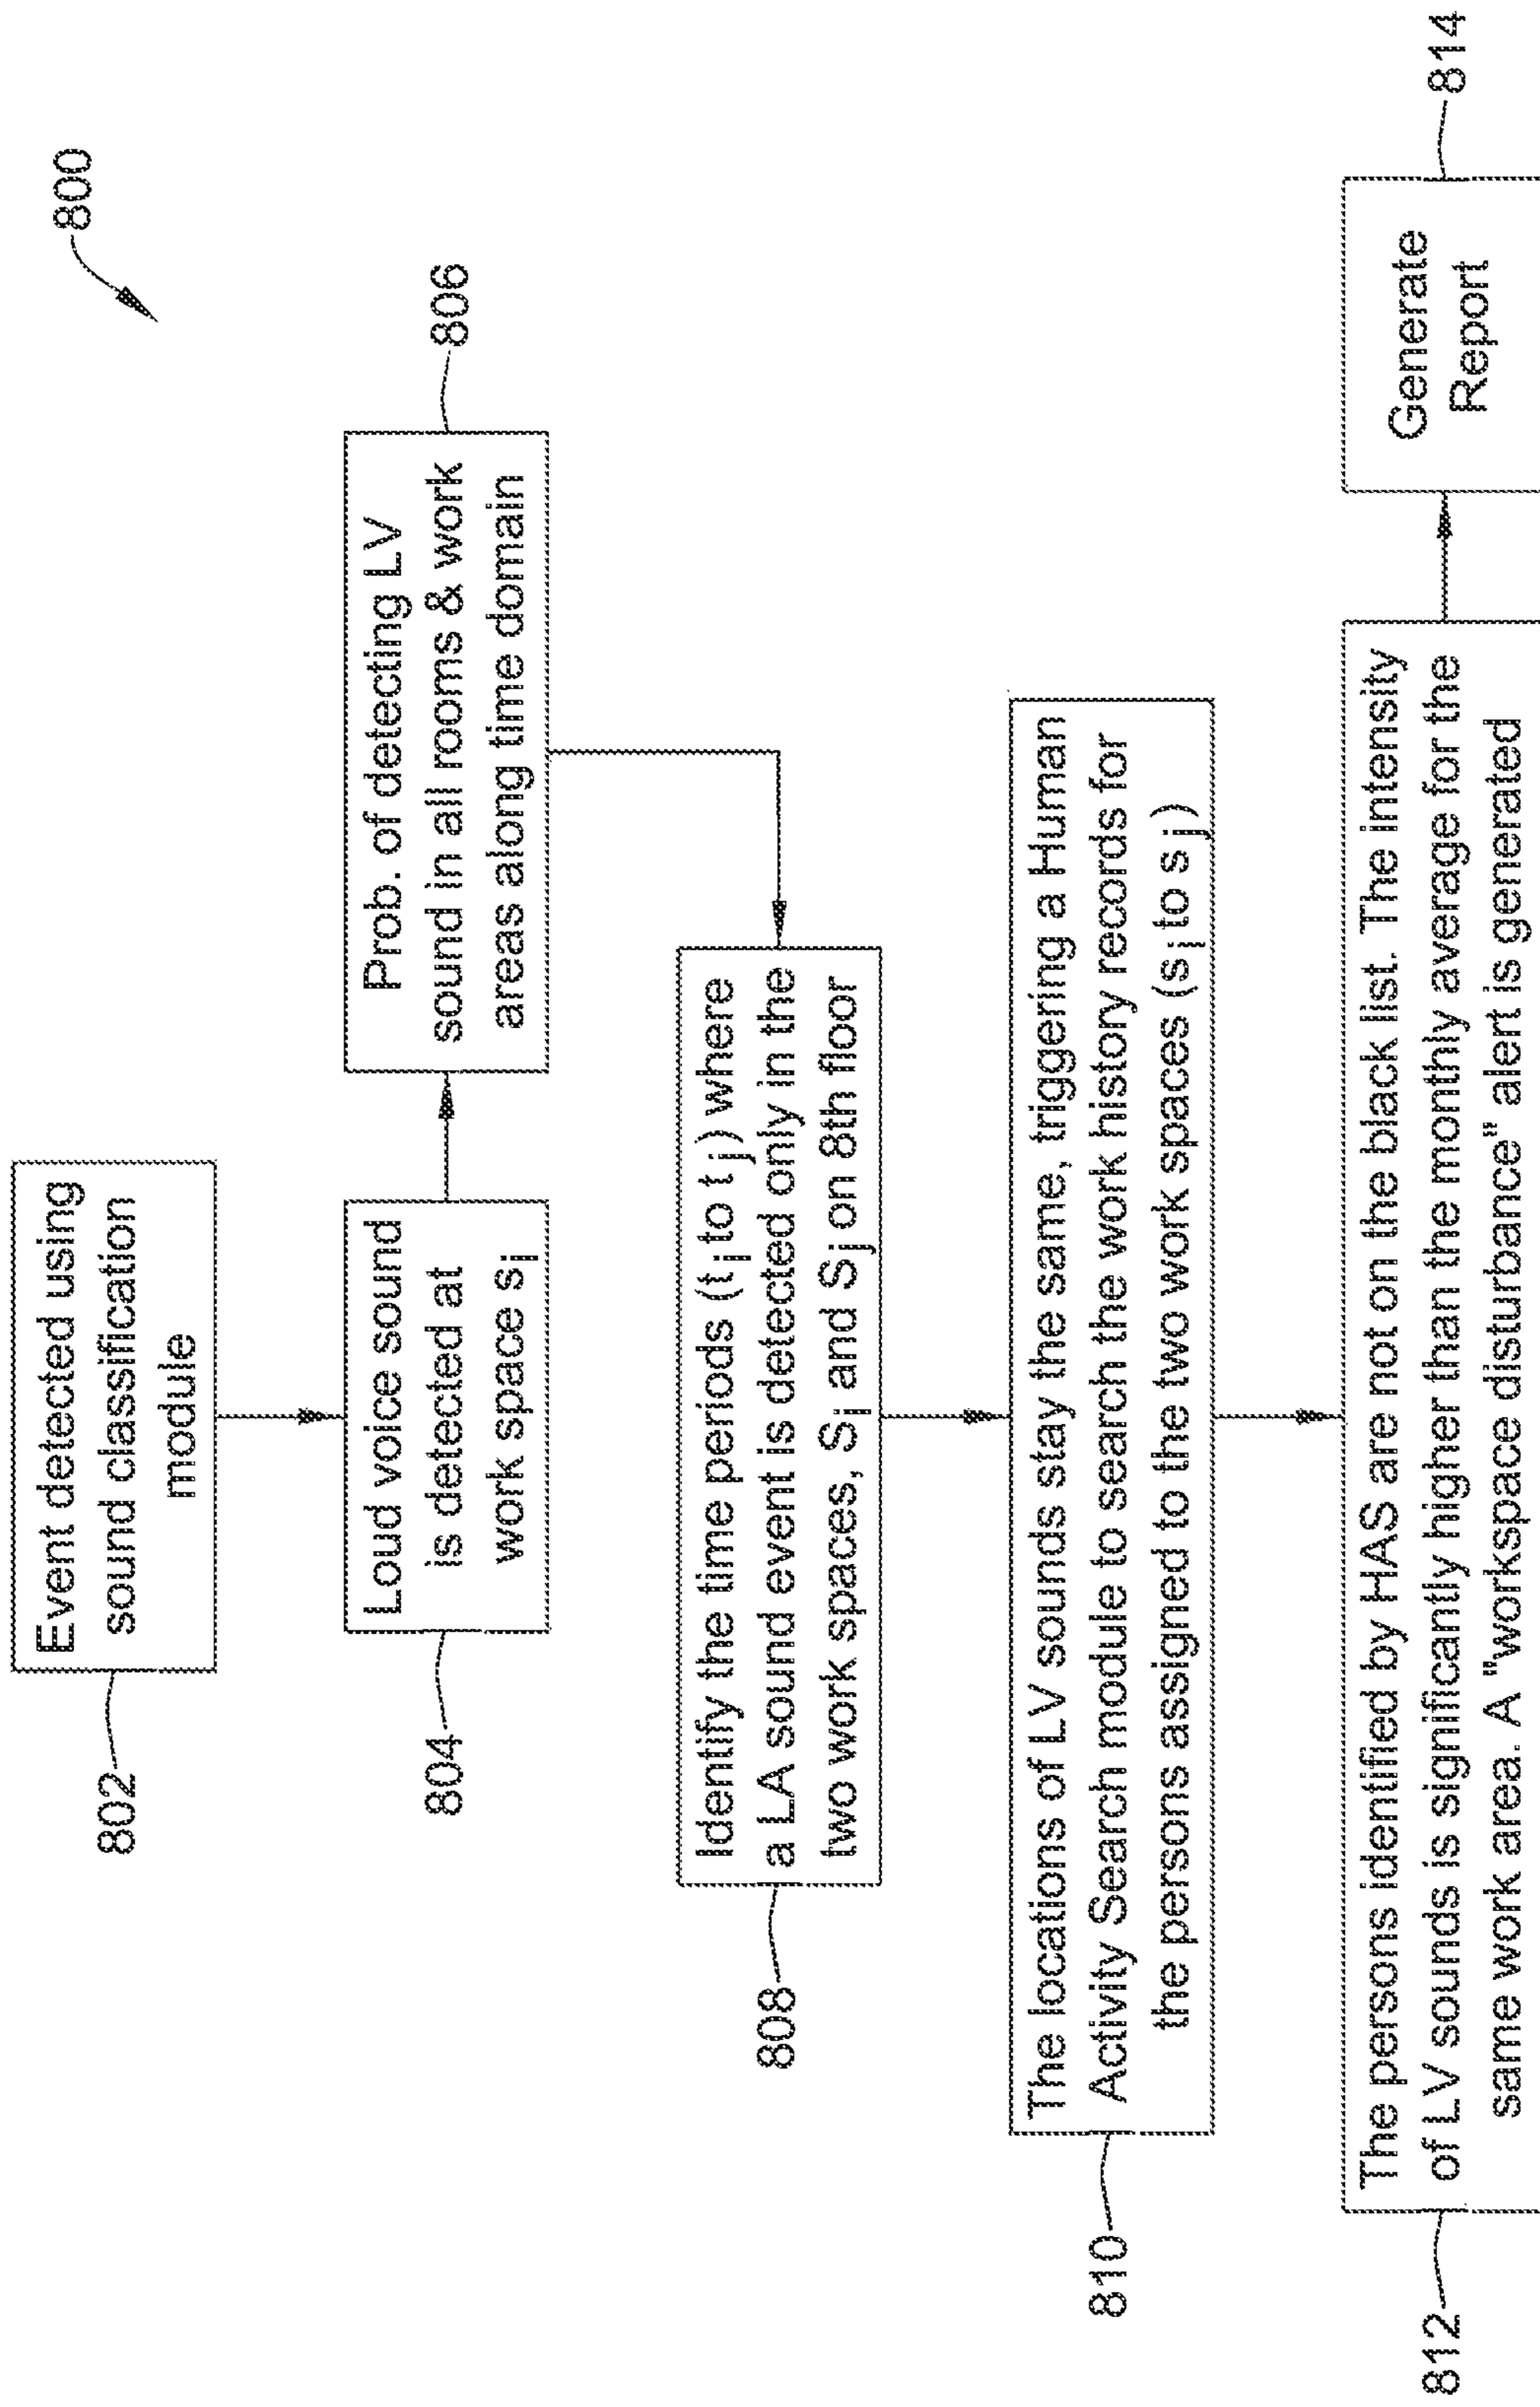 800
Event detected using
sound classification
module
802
Loud voice sound
is detected at
work space si
804
Prob. of detecting LV
sound in all rooms & work
areas along time domain
806
Identify the time periods (ti to tj) where
a LA sound event is detected only in the
two work spaces, Si and Sj on 8th floor
808
The locations of LV sounds stay the same, triggering a Human
Activity Search module to search the work history records for
the persons assigned to the two work spaces (si to sj)
810
The persons identified by HAS are not on the black list. The intensity
of LV sounds is significantly higher than the monthly average for the
same work area. A "workspace disturbance" alert is generated
812
Generate
Report
814